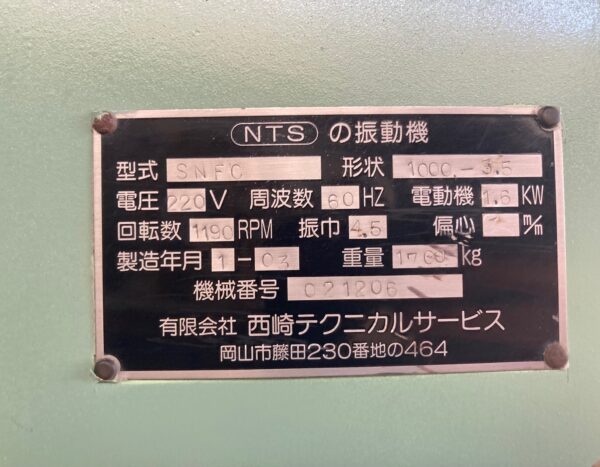 NTS の振動機
型式 SNFC 形状 1000.-3.5
電圧 220 V 周波数 60 HZ 電動機 1.6 KW
回転数 1190 RPM 振巾 4.5 偏心 m/m
製造年月 1-03 重量 1700 kg
機械番号 021206
有限会社 西崎テクニカルサービス
岡山市藤田230番地の464